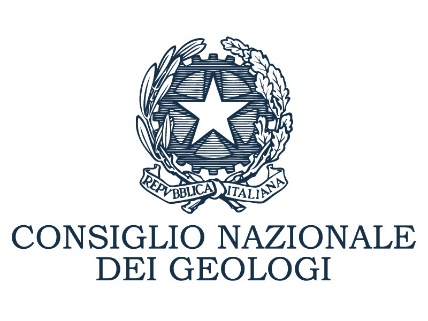 REPVBBLICA ITALIANA
CONSIGLIO NAZIONALE
DEI GEOLOGI